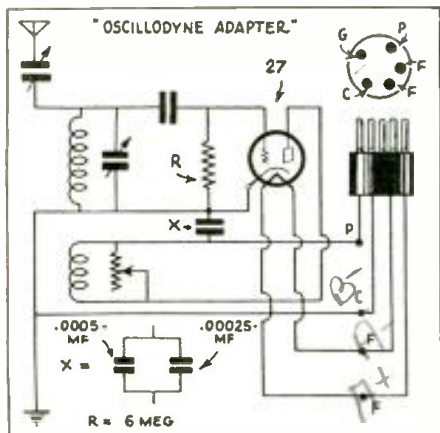 "OSCILLODYNE ADAPTER"
27
G
P
F
F
C
R
X
P
B-
C
F
-
F
+
.0005-
MF
.00025-
MF
X =
R = 6 MEG